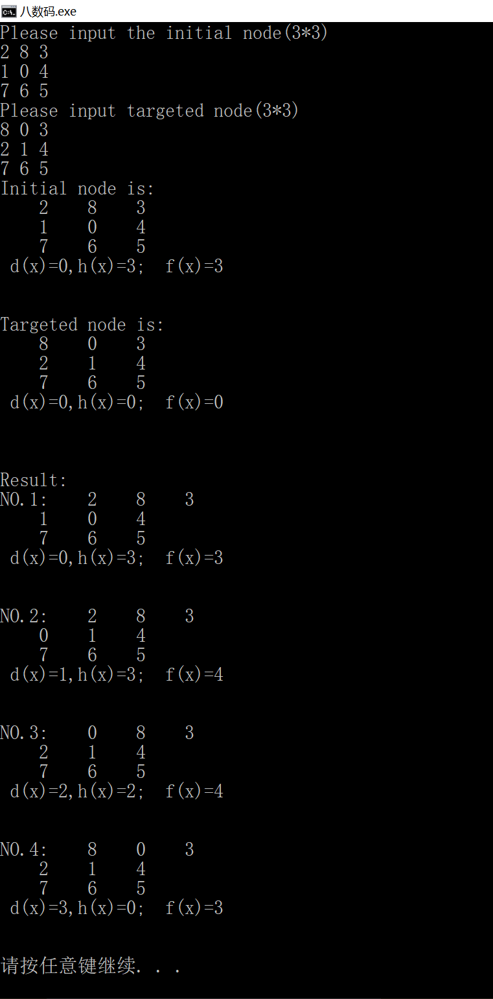 八数码.exe
Please input the initial node(3*3)
2 8 3
1 0 4
7 6 5
Please input targeted node(3*3)
8 0 3
2 1 4
7 6 5
Initial node is:
    2    8    3
    1    0    4
    7    6    5
 d(x)=0,h(x)=3;  f(x)=3
Targeted node is:
    8    0    3
    2    1    4
    7    6    5
 d(x)=0,h(x)=0;  f(x)=0
Result:
NO.1:    2    8    3
    1    0    4
    7    6    5
 d(x)=0,h(x)=3;  f(x)=3
NO.2:    2    8    3
    0    1    4
    7    6    5
 d(x)=1,h(x)=3;  f(x)=4
NO.3:    0    8    3
    2    1    4
    7    6    5
 d(x)=2,h(x)=2;  f(x)=4
NO.4:    8    0    3
    2    1    4
    7    6    5
 d(x)=3,h(x)=0;  f(x)=3
请按任意键继续. . .